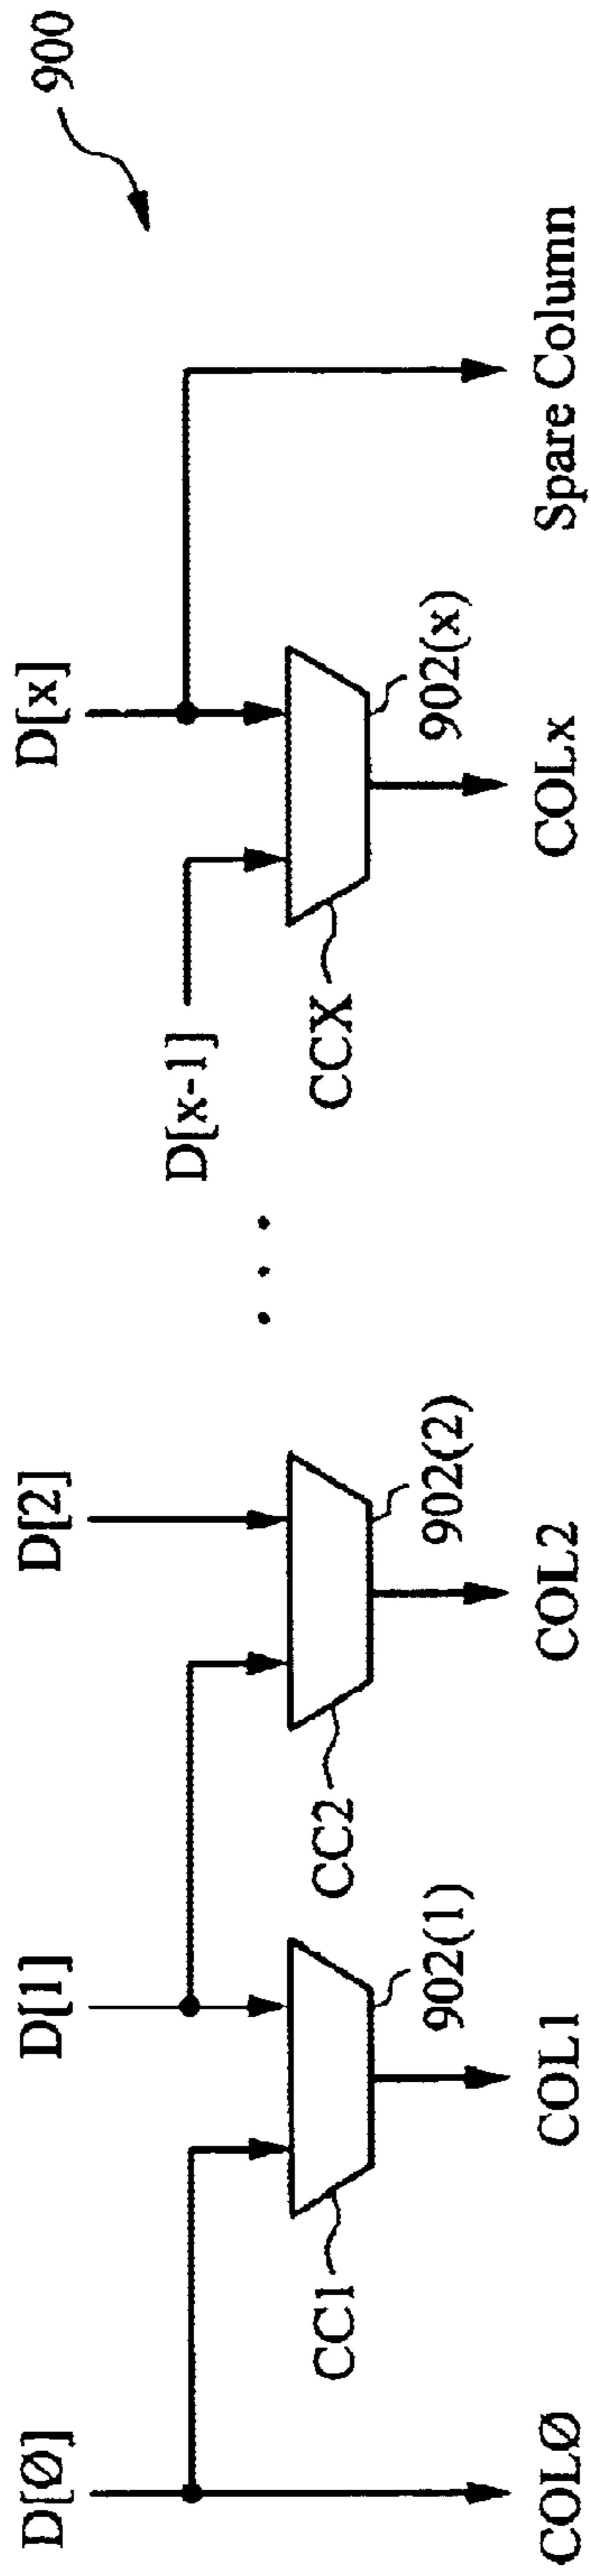 900
D[Ø]
D[1]
D[2]
D[x-1]
D[x]
CC1
902(1)
CC2
902(2)
CCX
902(x)
COLØ
COL1
COL2
COLx
Spare Column